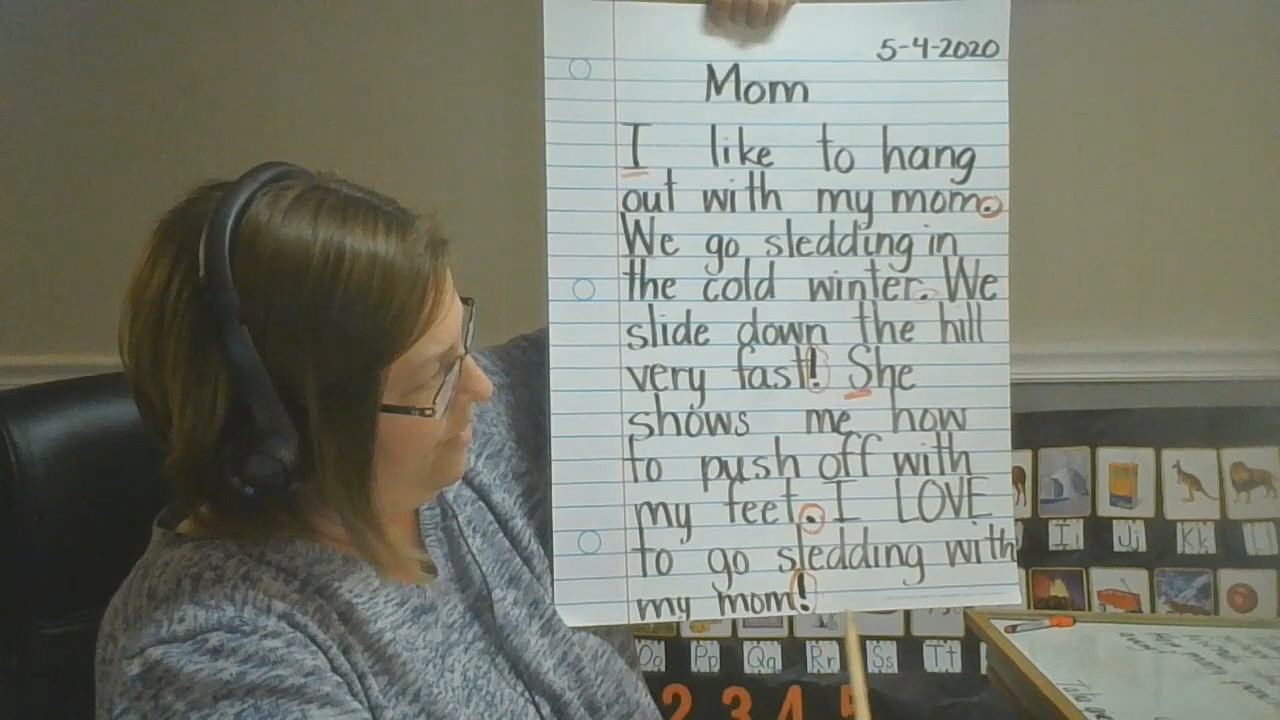 5-4-2020
Mom
I like to hang
out with my mom.
We go sledding in
the cold winter. We
slide down the hill
very fast! She
shows me how
to push off with
my feet. I LOVE
to go sledding with
my mom!
Ii Jj Kk
Oo Pp Qq Rr Ss Tt
2 3 4 5